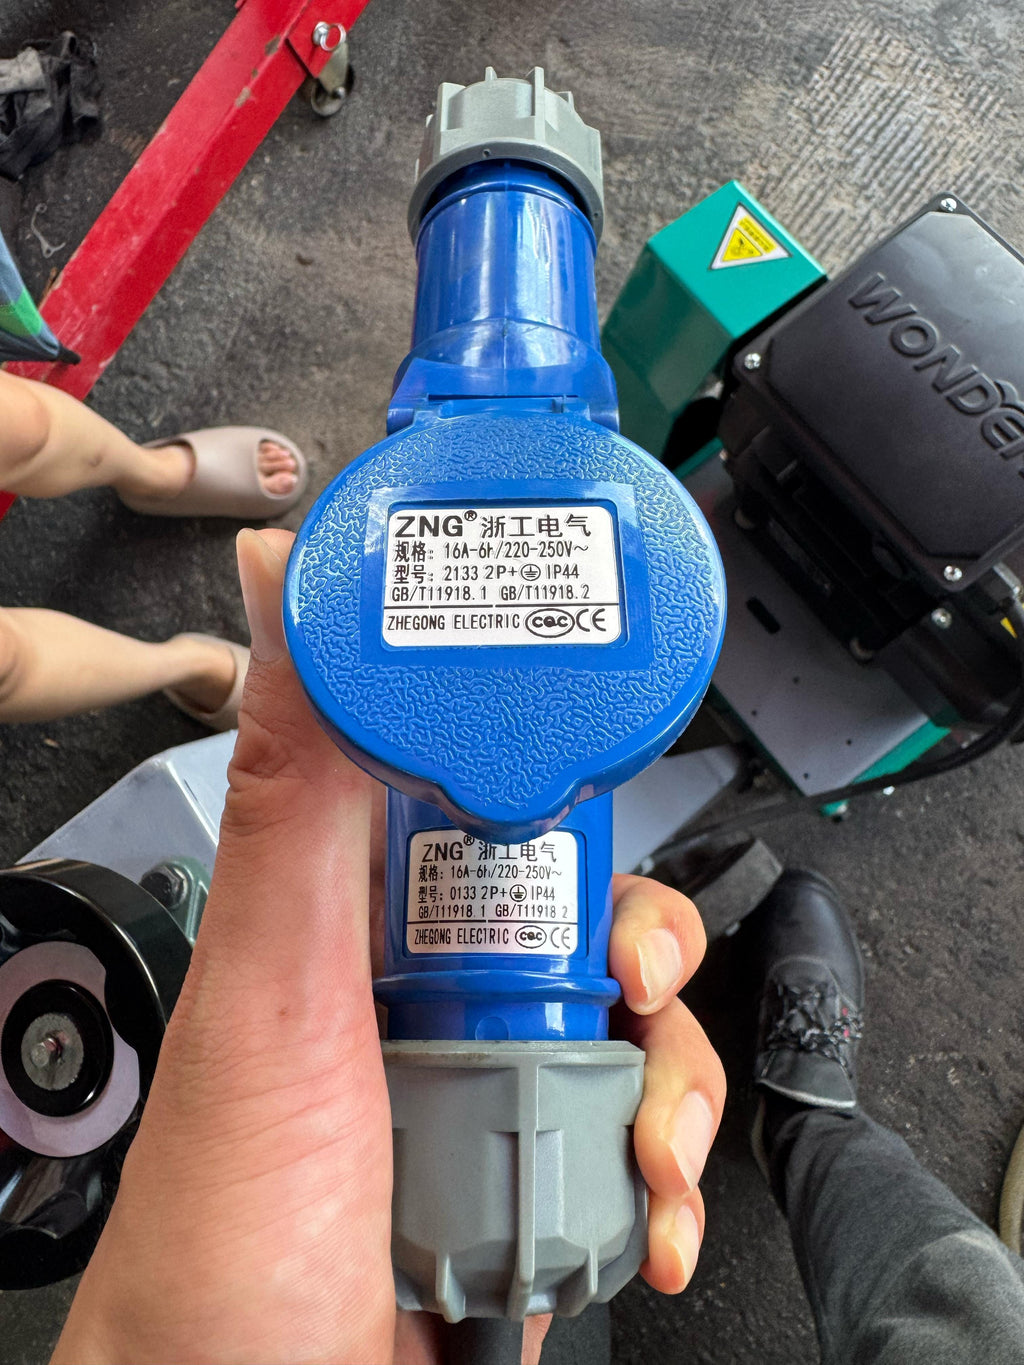 WONDER
ZNG® 浙工电气
规格: 16A-6h/220-250V~
型号: 2133 2P+⏚ IP44
GB/T11918.1 GB/T11918.2
ZHEGONG ELECTRIC CQC CE
ZNG® 浙工电气
规格: 16A-6h/220-250V~
型号: 0133 2P+⏚ IP44
GB/T11918.1 GB/T11918.2
ZHEGONG ELECTRIC CQC CE